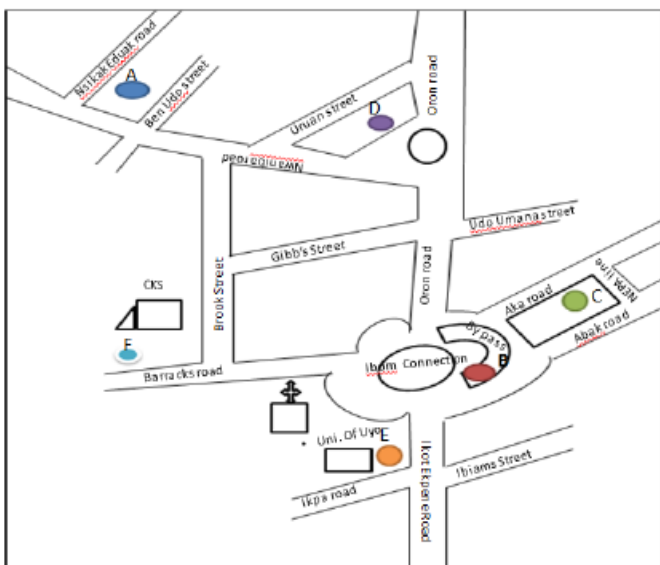 Nsikak Eduak road
A
Ben Udo street
Uruan street
D
Oron road
Nwaniba road
Udo Umana street
Gibb's Street
Brook Street
Oron road
NEPA line
Aka road
C
Abak road
CKS
F
By pass
Ibom Connection
B
Barracks road
Uni. Of Uyo
E
Ikot Ekpene Road
Ibiams Street
Ikpa road